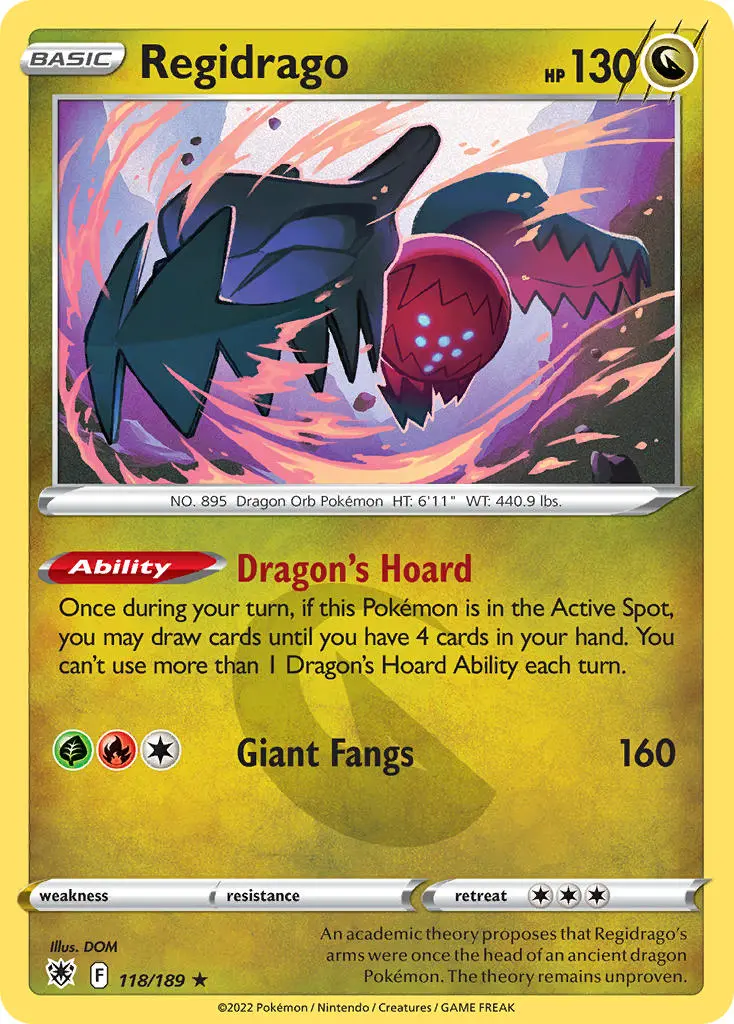 BASIC Regidrago HP 130
NO. 895 Dragon Orb Pokémon HT: 6'11" WT: 440.9 lbs.
Ability Dragon's Hoard
Once during your turn, if this Pokémon is in the Active Spot,
you may draw cards until you have 4 cards in your hand. You
can't use more than 1 Dragon's Hoard Ability each turn.
Giant Fangs 160
weakness resistance retreat
Illus. DOM
An academic theory proposes that Regidrago's
arms were once the head of an ancient dragon
Pokémon. The theory remains unproven.
F 118/189 ★
©2022 Pokémon / Nintendo / Creatures / GAME FREAK